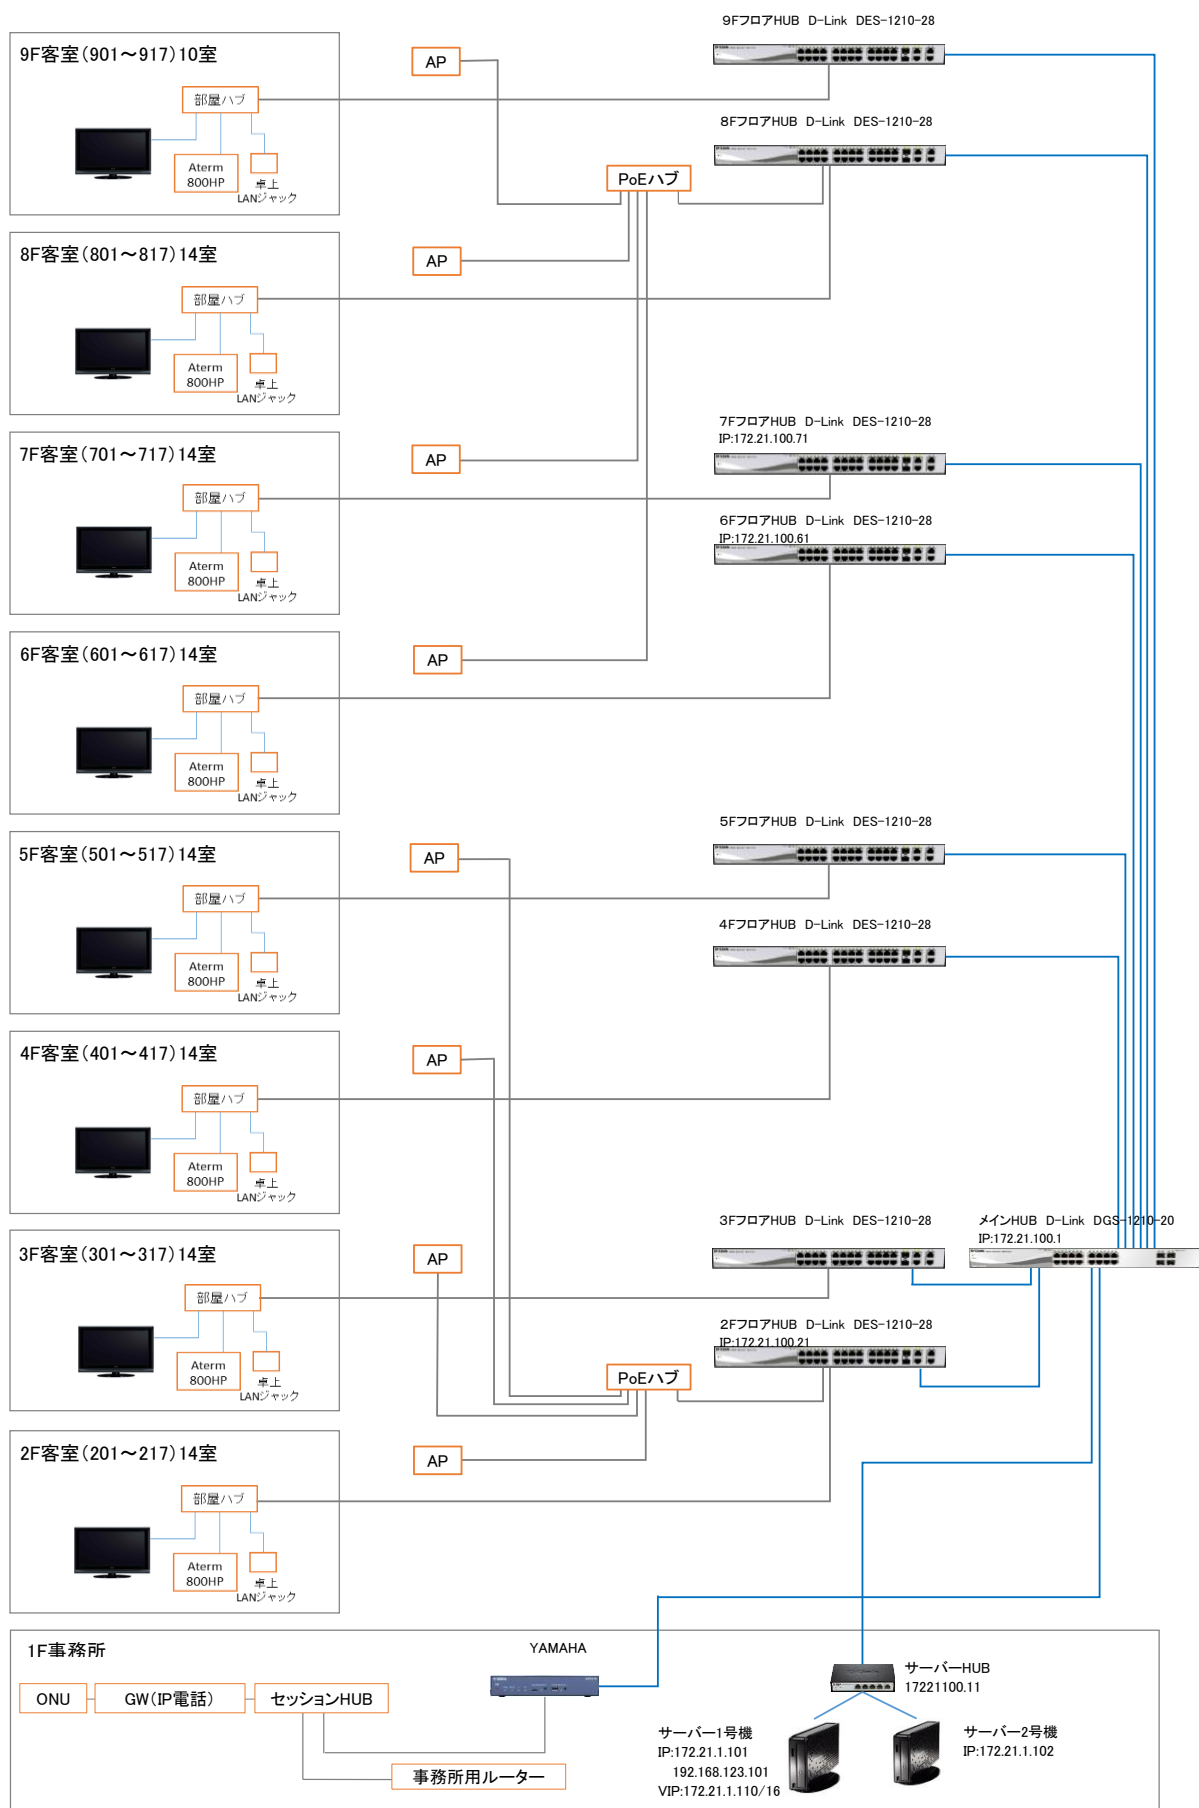 9FフロアHUB D-Link DES-1210-28
9F客室(901～917)10室
AP
部屋ハブ
8FフロアHUB D-Link DES-1210-28
Aterm
800HP
卓上
LANジャック
PoEハブ
8F客室(801～817)14室
AP
部屋ハブ
Aterm
800HP
卓上
LANジャック
7FフロアHUB D-Link DES-1210-28
IP:172.21.100.71
7F客室(701～717)14室
AP
部屋ハブ
6FフロアHUB D-Link DES-1210-28
IP:172.21.100.61
Aterm
800HP
卓上
LANジャック
6F客室(601～617)14室
AP
部屋ハブ
Aterm
800HP
卓上
LANジャック
5FフロアHUB D-Link DES-1210-28
5F客室(501～517)14室
AP
部屋ハブ
4FフロアHUB D-Link DES-1210-28
Aterm
800HP
卓上
LANジャック
4F客室(401～417)14室
AP
部屋ハブ
Aterm
800HP
卓上
LANジャック
3FフロアHUB D-Link DES-1210-28
メインHUB D-Link DGS-1210-20
IP:172.21.100.1
3F客室(301～317)14室
AP
部屋ハブ
2FフロアHUB D-Link DES-1210-28
IP:172.21.100.21
Aterm
800HP
卓上
LANジャック
PoEハブ
2F客室(201～217)14室
AP
部屋ハブ
Aterm
800HP
卓上
LANジャック
1F事務所
YAMAHA
ONU
GW(IP電話)
セッションHUB
サーバーHUB
17221100.11
サーバー1号機
IP:172.21.1.101
192.168.123.101
VIP:172.21.1.110/16
サーバー2号機
IP:172.21.1.102
事務所用ルーター